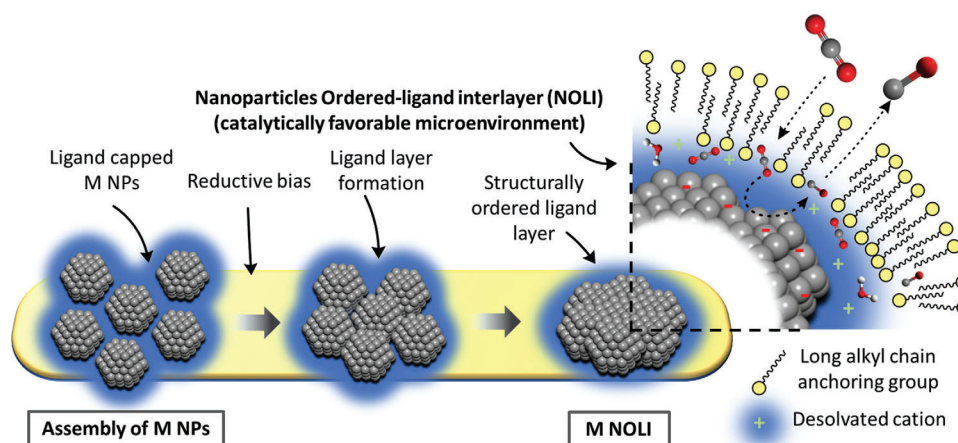 Nanoparticles Ordered-ligand interlayer (NOLI)
(catalytically favorable microenvironment)
Ligand capped
M NPs
Reductive bias
Ligand layer
formation
Structurally
ordered ligand
layer
+
+
+
+
+
-
-
-
-
-
-
Assembly of M NPs
M NOLI
Long alkyl chain
anchoring group
+ Desolvated cation